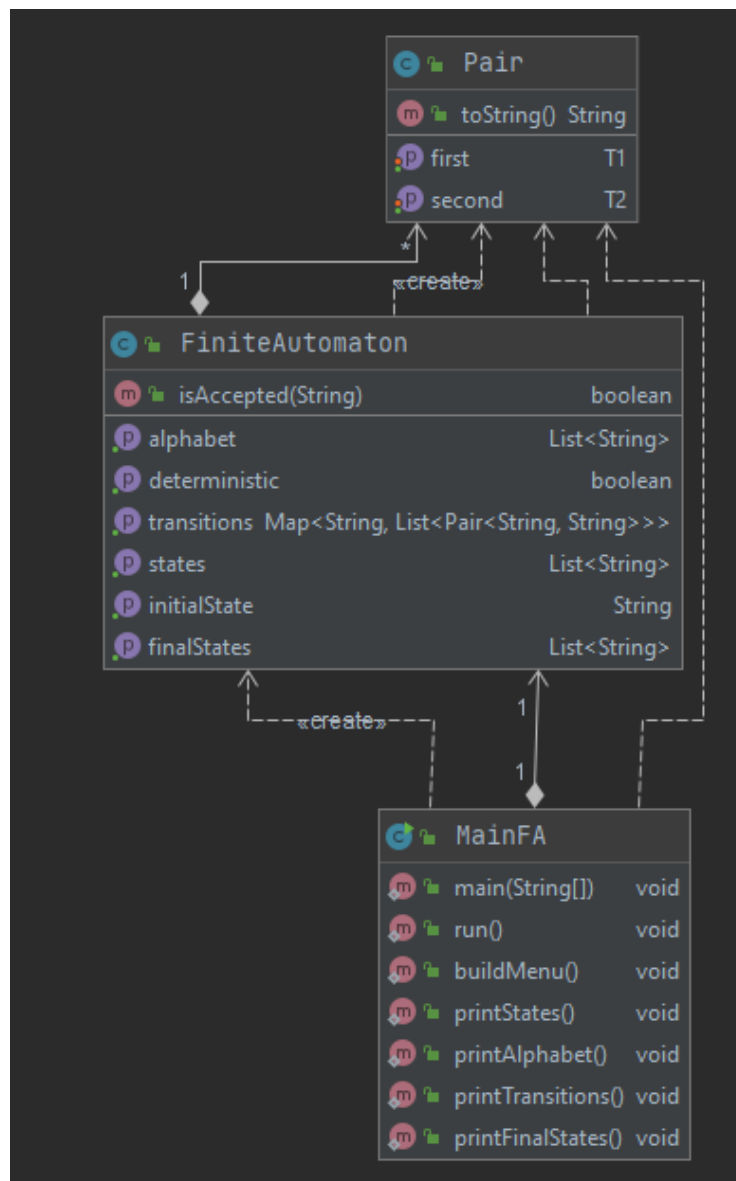 Pair
toString() String
first T1
second T2
*
1
«create»
FiniteAutomaton
isAccepted(String) boolean
alphabet List<String>
deterministic boolean
transitions Map<String, List<Pair<String, String>>>
states List<String>
initialState String
finalStates List<String>
1
«create»
1
MainFA
main(String[]) void
run() void
buildMenu() void
printStates() void
printAlphabet() void
printTransitions() void
printFinalStates() void